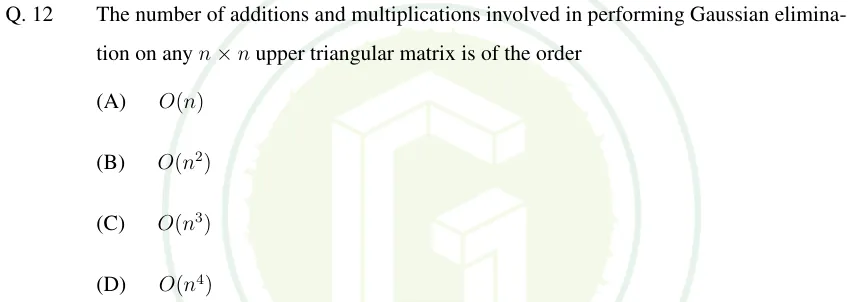 Q. 12 The number of additions and multiplications involved in performing Gaussian elimina-
tion on any n × n upper triangular matrix is of the order
(A) O(n)
(B) O(n²)
(C) O(n³)
(D) O(n⁴)